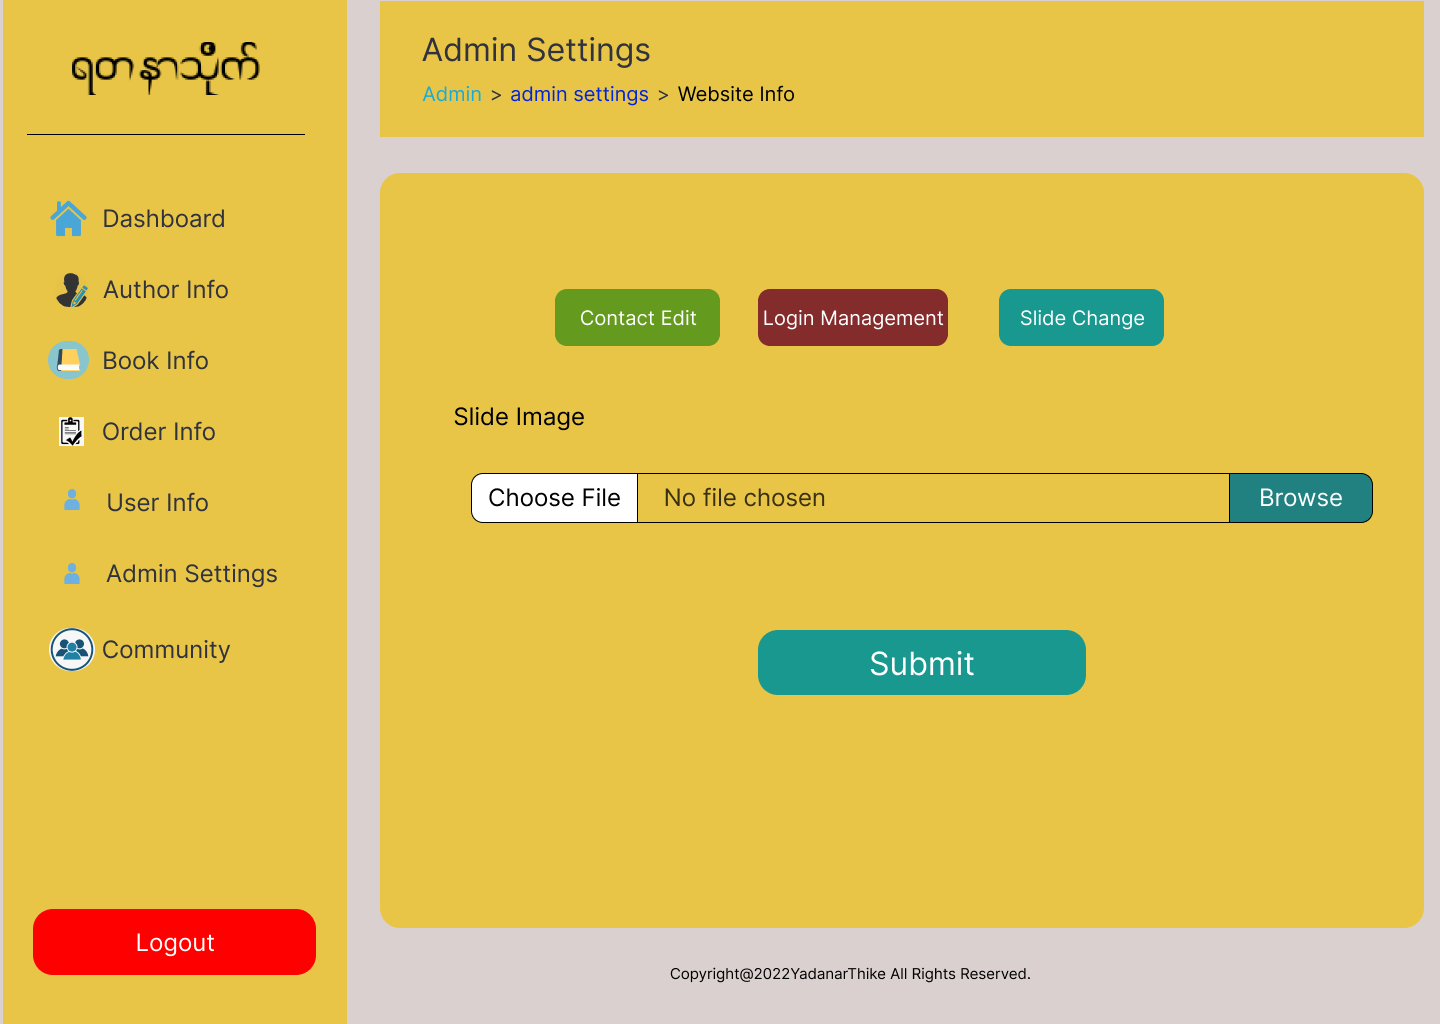 ရတနာသိုက်
Dashboard
Author Info
Book Info
Order Info
User Info
Admin Settings
Community
Logout
Admin Settings
Admin > admin settings > Website Info
Contact Edit Login Management Slide Change
Slide Image
Choose File No file chosen Browse
Submit
Copyright@2022YadanarThike All Rights Reserved.